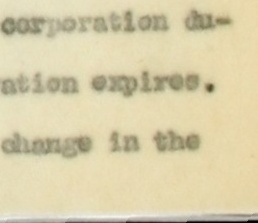 corporation du-
ation expires.
change in the